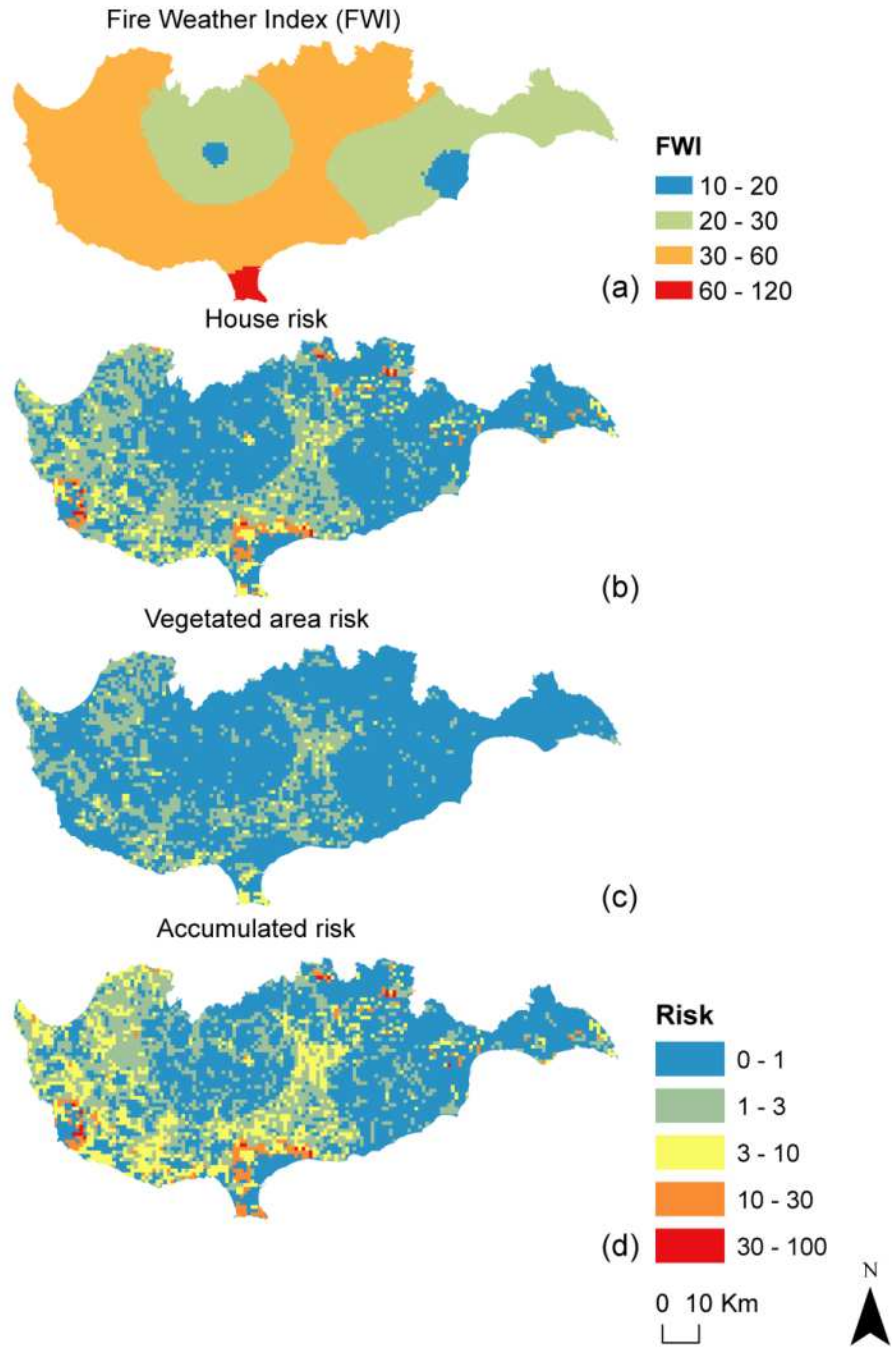 Fire Weather Index (FWI)
FWI
10 - 20
20 - 30
30 - 60
60 - 120
(a)
House risk
(b)
Vegetated area risk
(c)
Accumulated risk
Risk
0 - 1
1 - 3
3 - 10
10 - 30
30 - 100
(d)
0 10 Km
N